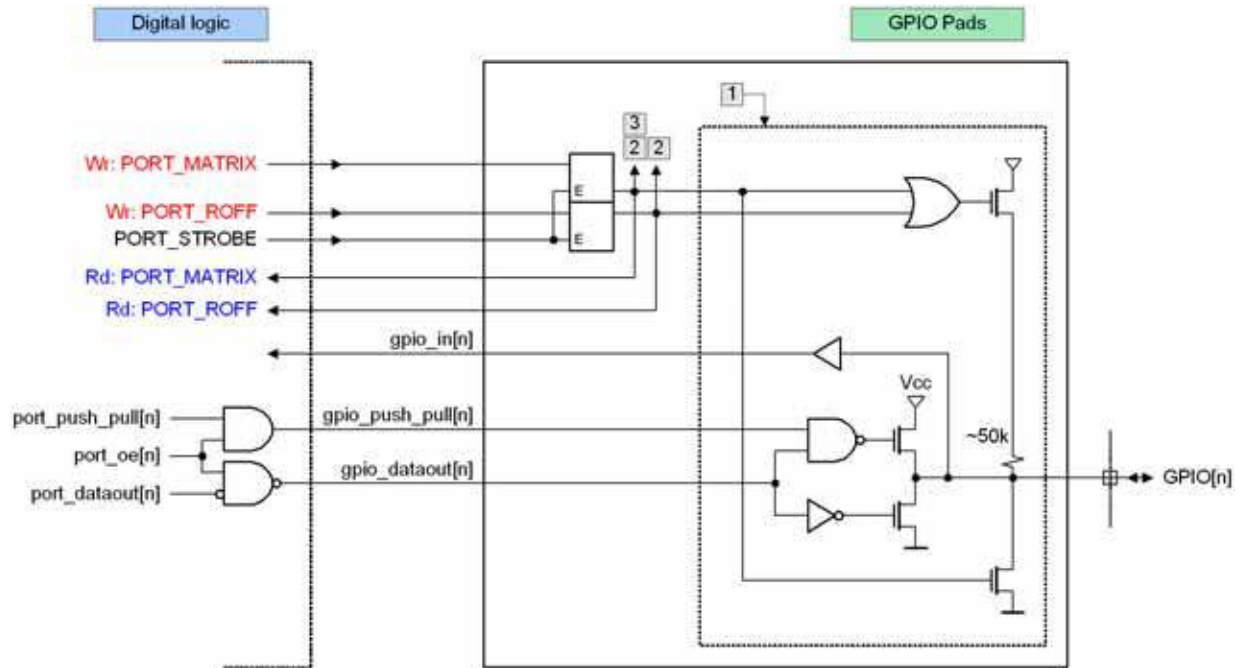 Digital logic
GPIO Pads
1
3
2 2
Wr: PORT_MATRIX
E
Wr: PORT_ROFF
PORT_STROBE
E
Rd: PORT_MATRIX
Rd: PORT_ROFF
gpio_in[n]
Vcc
port_push_pull[n]
gpio_push_pull[n]
~50k
port_oe[n]
gpio_dataout[n]
GPIO[n]
port_dataout[n]